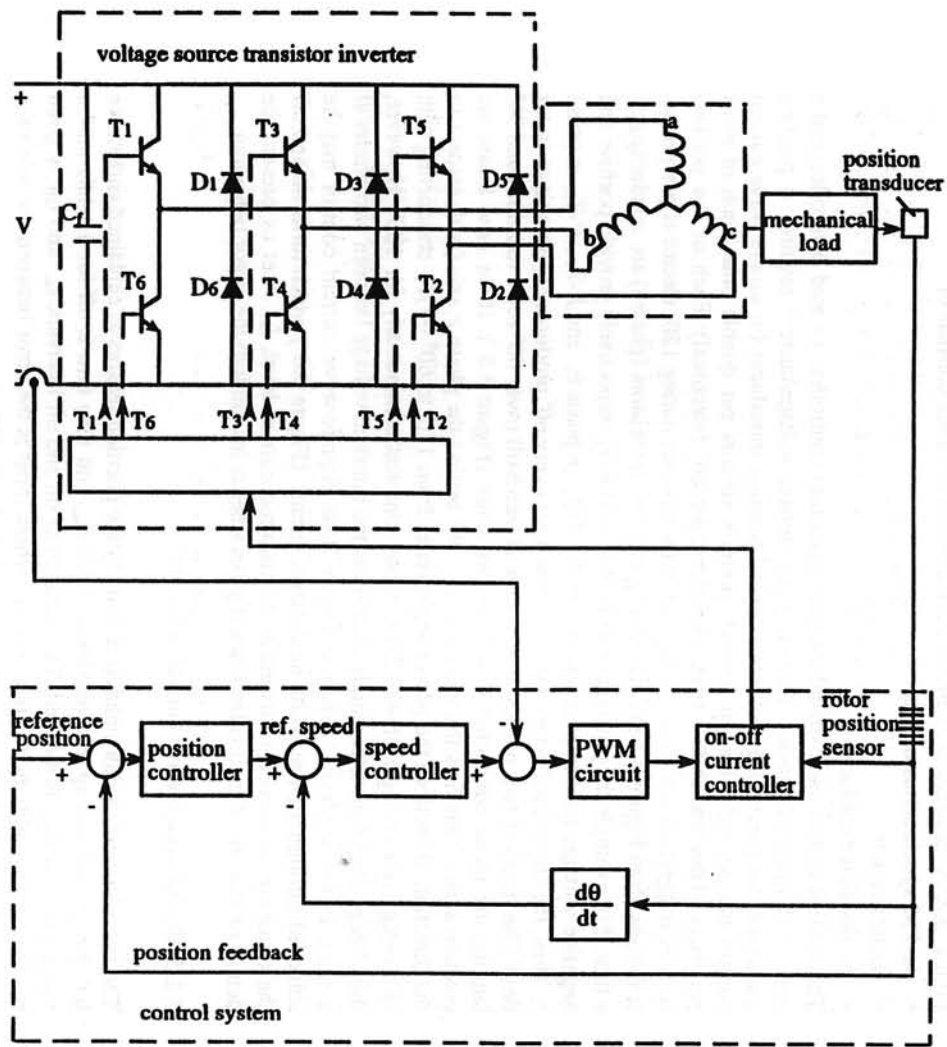 voltage source transistor inverter
+
T1
T3
T5
D1
D3
D5
V
Cf
T6
D6
T4
D4
T2
D2
-
T1
T6
T3
T4
T5
T2
a
b
c
mechanical
load
position
transducer
reference
position
+
-
position
controller
ref. speed
+
-
speed
controller
+
-
PWM
circuit
on-off
current
controller
rotor
position
sensor
dθ
dt
position feedback
control system